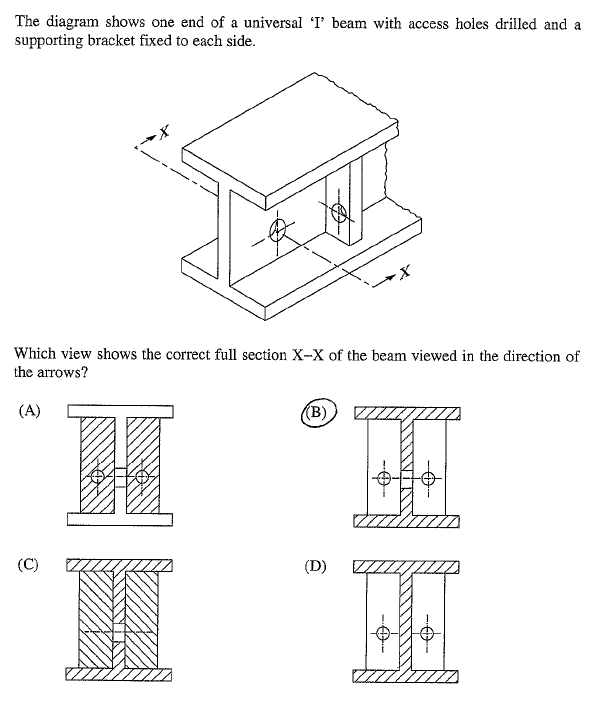 The diagram shows one end of a universal ‘I’ beam with access holes drilled and a
supporting bracket fixed to each side.
X
X
Which view shows the correct full section X–X of the beam viewed in the direction of
the arrows?
(A)
(B)
(C)
(D)